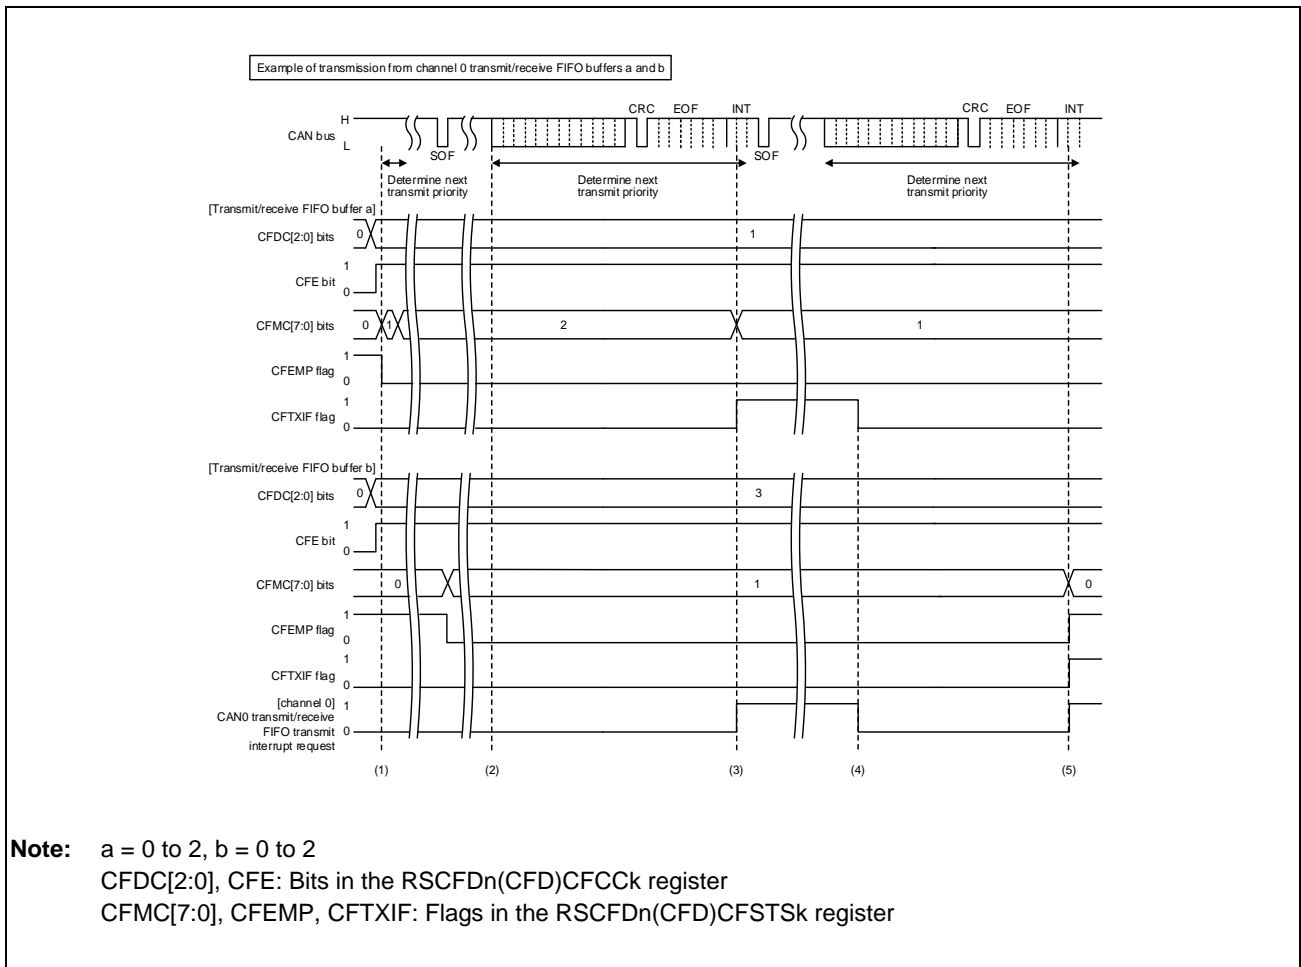 Example of transmission from channel 0 transmit/receive FIFO buffers a and b
CRC EOF INT CRC EOF INT
H
CAN bus
L
SOF SOF
Determine next
transmit priority
Determine next
transmit priority
Determine next
transmit priority
[Transmit/receive FIFO buffer a]
CFDC[2:0] bits 0 1
1
CFE bit
0
CFMC[7:0] bits 0 1 2 1
1
CFEMP flag
0
1
CFTXIF flag
0
[Transmit/receive FIFO buffer b]
CFDC[2:0] bits 0 3
1
CFE bit
0
CFMC[7:0] bits 0 1 0
1
CFEMP flag
0
1
CFTXIF flag
0
[channel 0] 1
CAN0 transmit/receive
FIFO transmit 0
interrupt request
(1) (2) (3) (4) (5)
Note: a = 0 to 2, b = 0 to 2
CFDC[2:0], CFE: Bits in the RSCFDn(CFD)CFCCk register
CFMC[7:0], CFEMP, CFTXIF: Flags in the RSCFDn(CFD)CFSTSk register